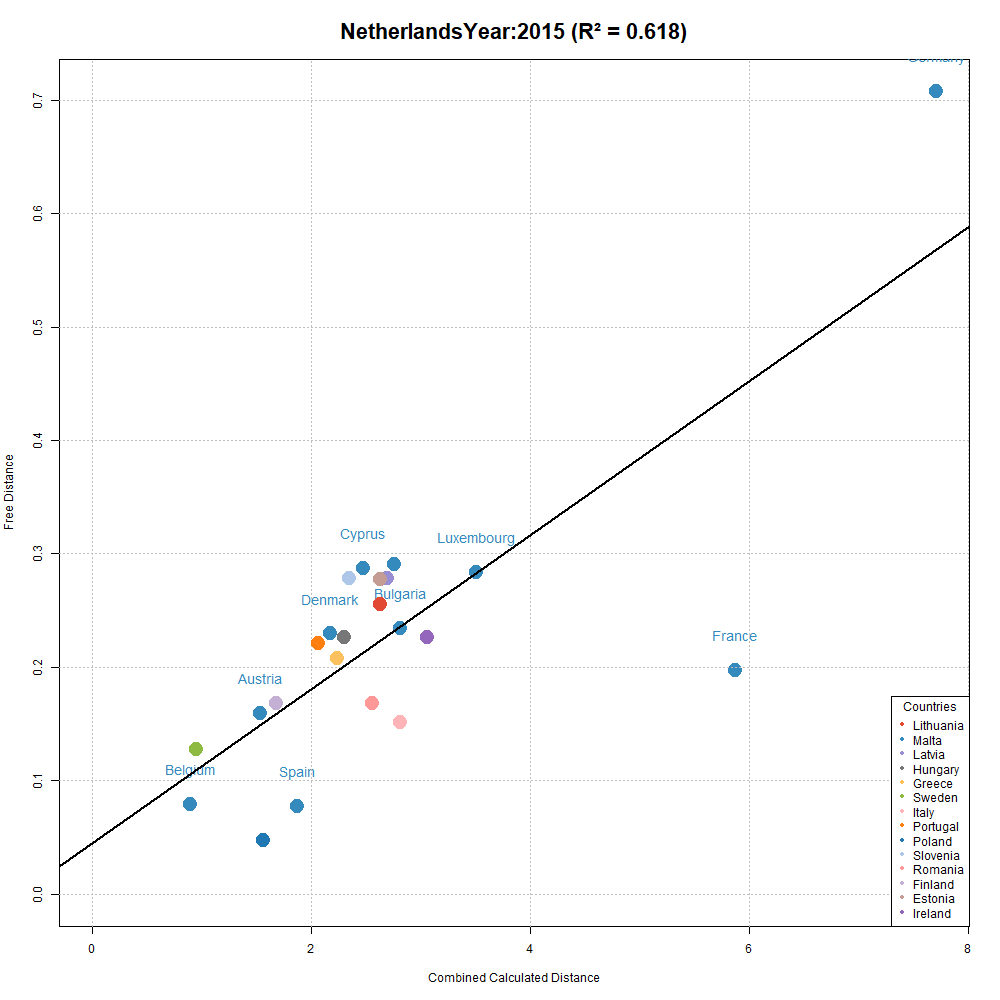 NetherlandsYear:2015 (R² = 0.618)
Germany
0.7
0.6
0.5
0.4
0.3
0.2
0.1
0.0
Free Distance
Cyprus
Luxembourg
Bulgaria
Denmark
France
Austria
Belgium
Spain
Countries
Lithuania
Malta
Latvia
Hungary
Greece
Sweden
Italy
Portugal
Poland
Slovenia
Romania
Finland
Estonia
Ireland
0 2 4 6 8
Combined Calculated Distance